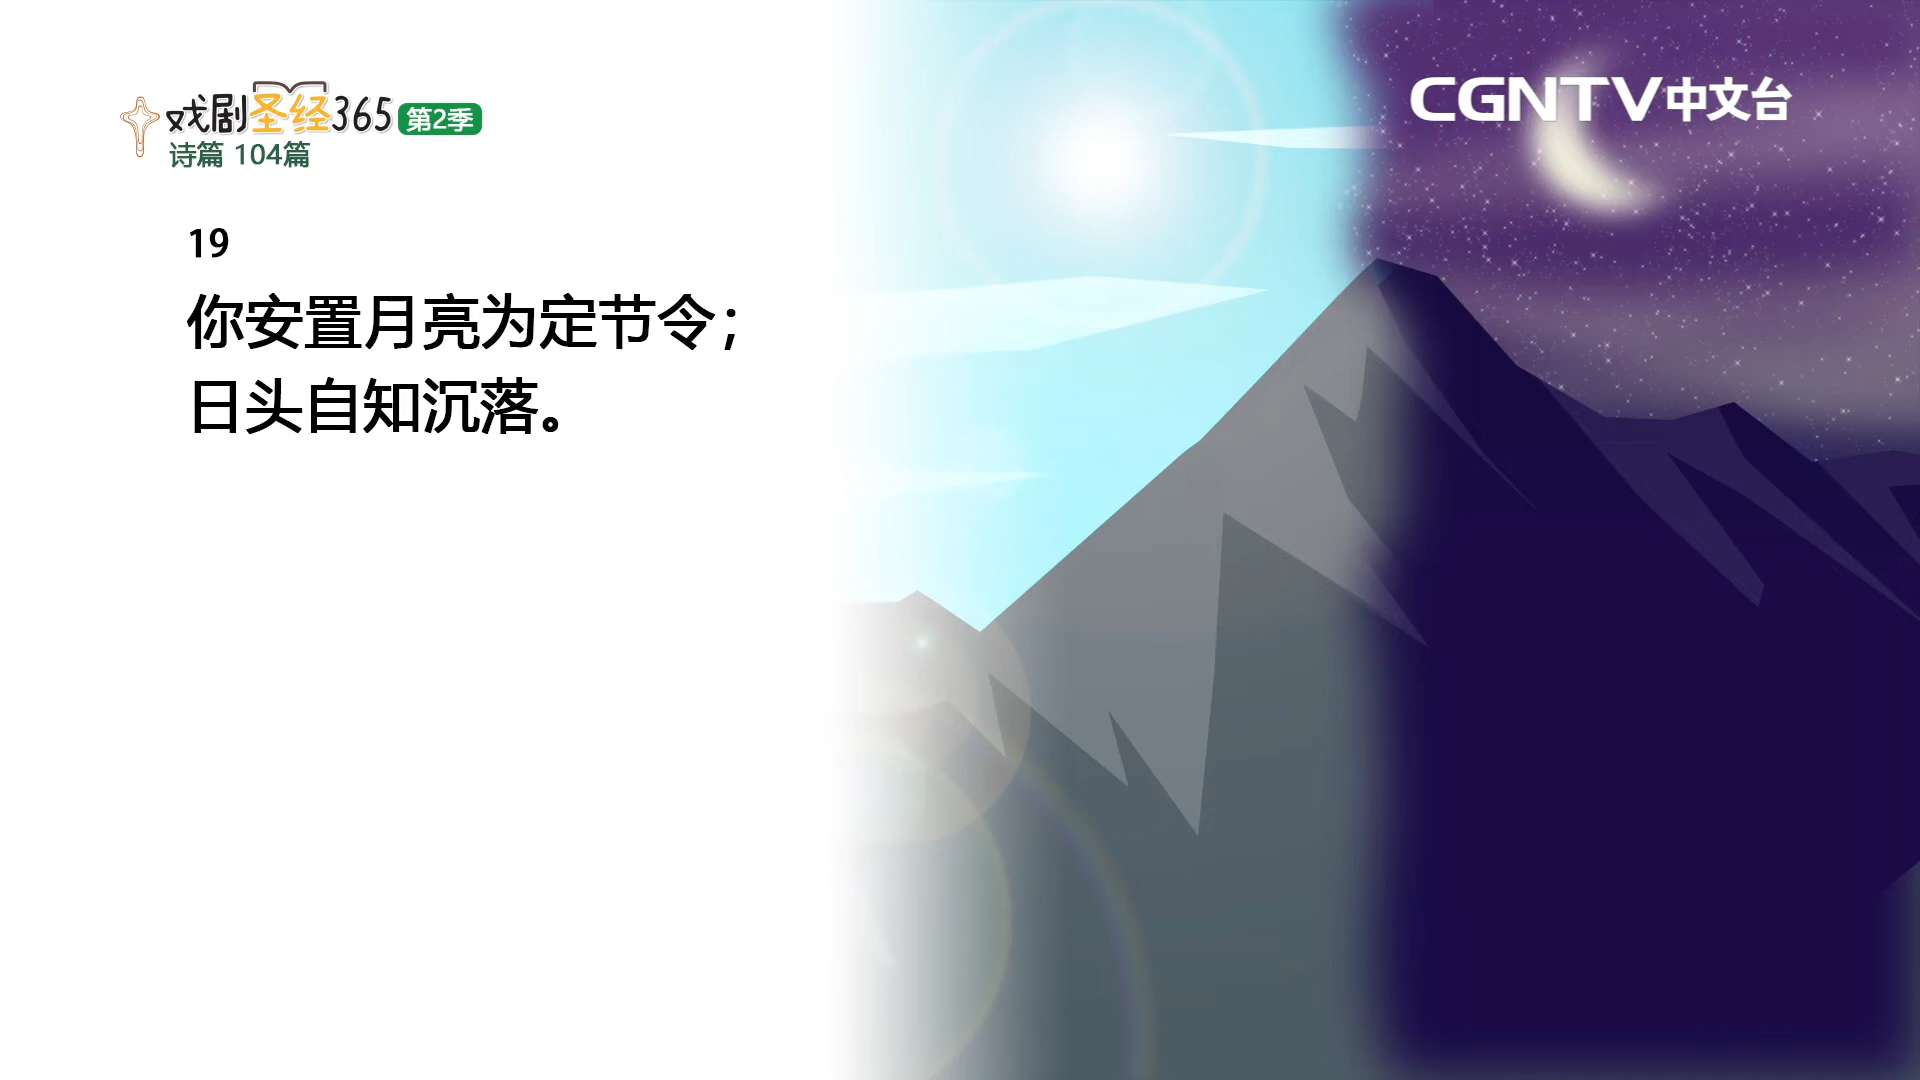 戏剧圣经365 第2季
诗篇 104篇
CGNTV中文台
19
你安置月亮为定节令；
日头自知沉落。